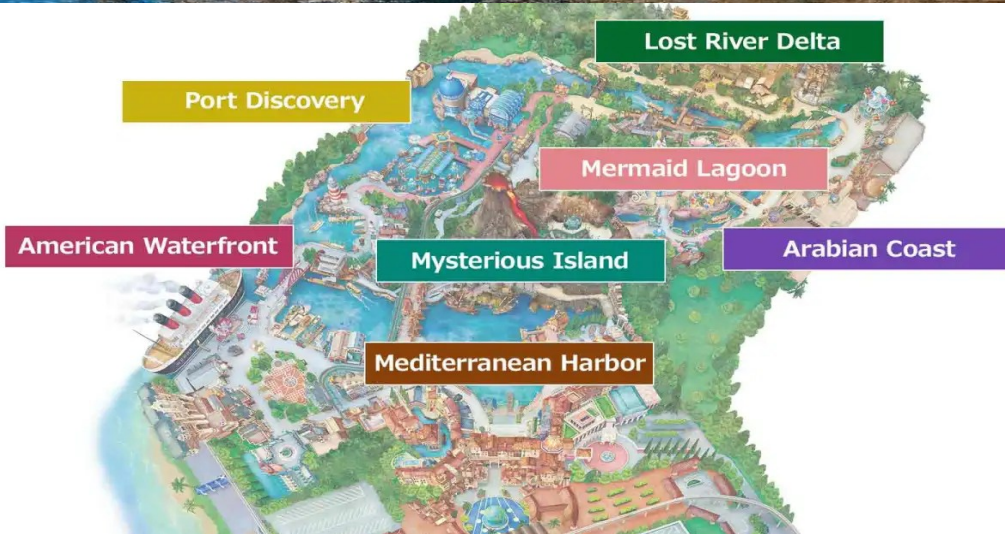 Lost River Delta
Port Discovery
Mermaid Lagoon
American Waterfront
Mysterious Island
Arabian Coast
Mediterranean Harbor